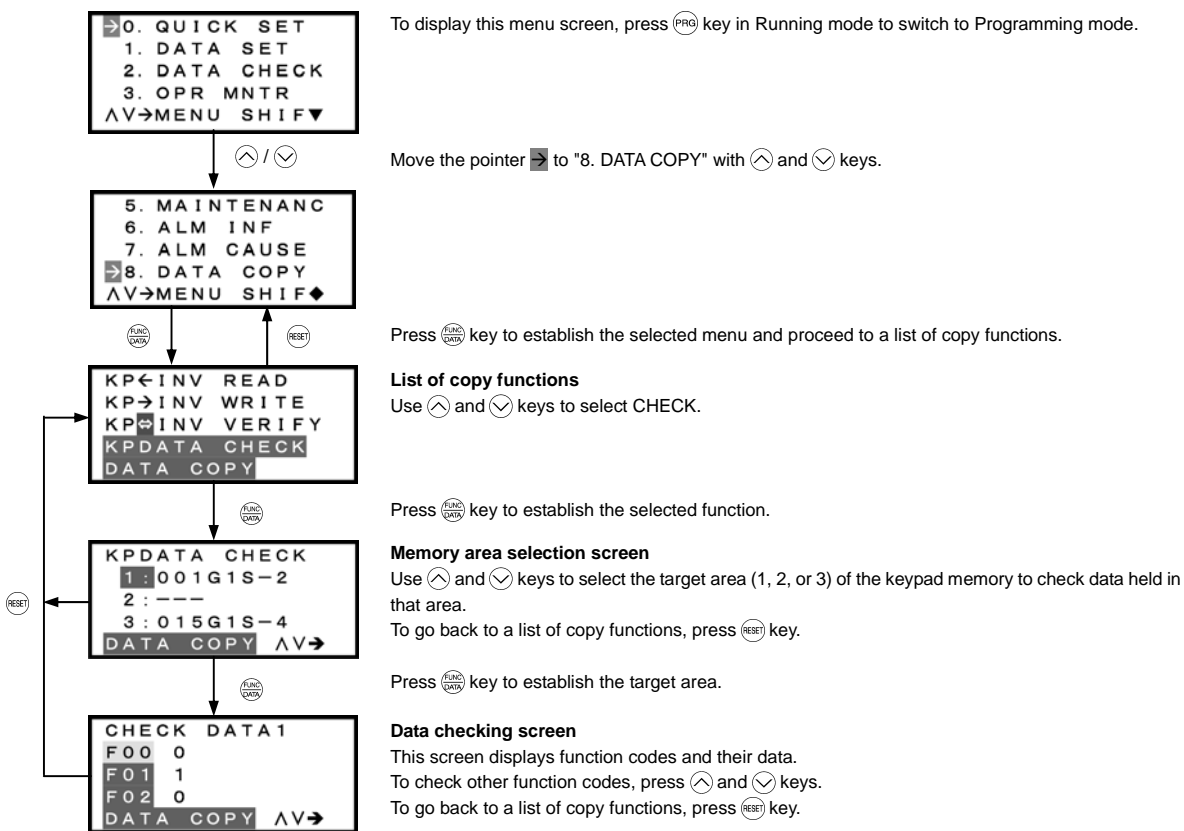 →0. QUICK SET
1. DATA SET
2. DATA CHECK
3. OPR MNTR
∧∨→MENU SHIF▼
To display this menu screen, press PRG key in Running mode to switch to Programming mode.
∧ / ∨
Move the pointer → to "8. DATA COPY" with ∧ and ∨ keys.
5. MAINTENANC
6. ALM INF
7. ALM CAUSE
→8. DATA COPY
∧∨→MENU SHIF◆
FUNC DATA
RESET
Press FUNC DATA key to establish the selected menu and proceed to a list of copy functions.
KP←INV READ
KP→INV WRITE
KP⇔INV VERIFY
KPDATA CHECK
DATA COPY
List of copy functions
Use ∧ and ∨ keys to select CHECK.
FUNC DATA
Press FUNC DATA key to establish the selected function.
KPDATA CHECK
1:001G1S-2
2:---
3:015G1S-4
DATA COPY ∧∨→
RESET
Memory area selection screen
Use ∧ and ∨ keys to select the target area (1, 2, or 3) of the keypad memory to check data held in
that area.
To go back to a list of copy functions, press RESET key.
FUNC DATA
Press FUNC DATA key to establish the target area.
CHECK DATA1
F00 0
F01 1
F02 0
DATA COPY ∧∨→
Data checking screen
This screen displays function codes and their data.
To check other function codes, press ∧ and ∨ keys.
To go back to a list of copy functions, press RESET key.